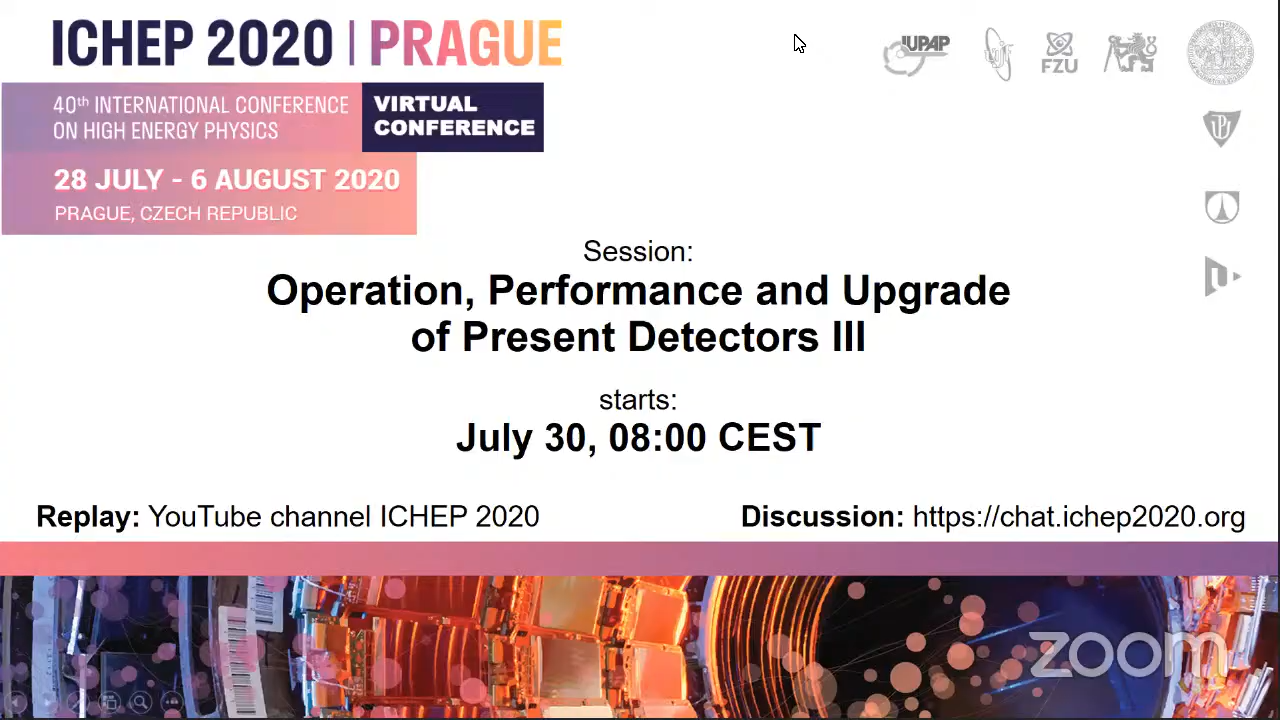 ICHEP 2020 | PRAGUE
IUPAP
FZU
40th INTERNATIONAL CONFERENCE
ON HIGH ENERGY PHYSICS
VIRTUAL
CONFERENCE
28 JULY - 6 AUGUST 2020
PRAGUE, CZECH REPUBLIC
Session:
Operation, Performance and Upgrade
of Present Detectors III
starts:
July 30, 08:00 CEST
Replay: YouTube channel ICHEP 2020
Discussion: https://chat.ichep2020.org
zoom